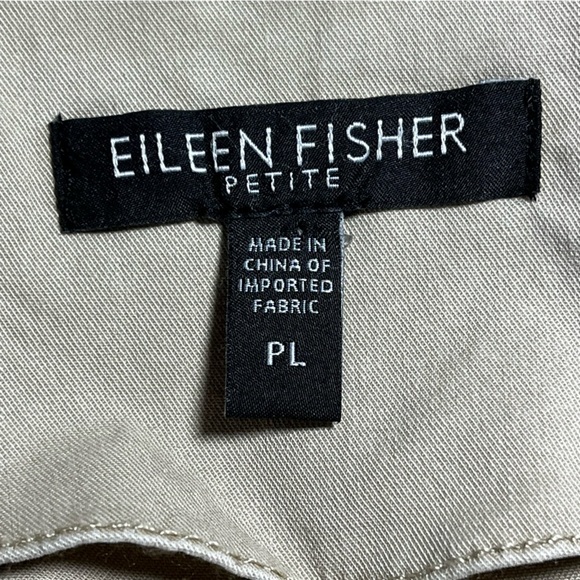 EILEEN FISHER
PETITE
MADE IN
CHINA OF
IMPORTED
FABRIC
PL